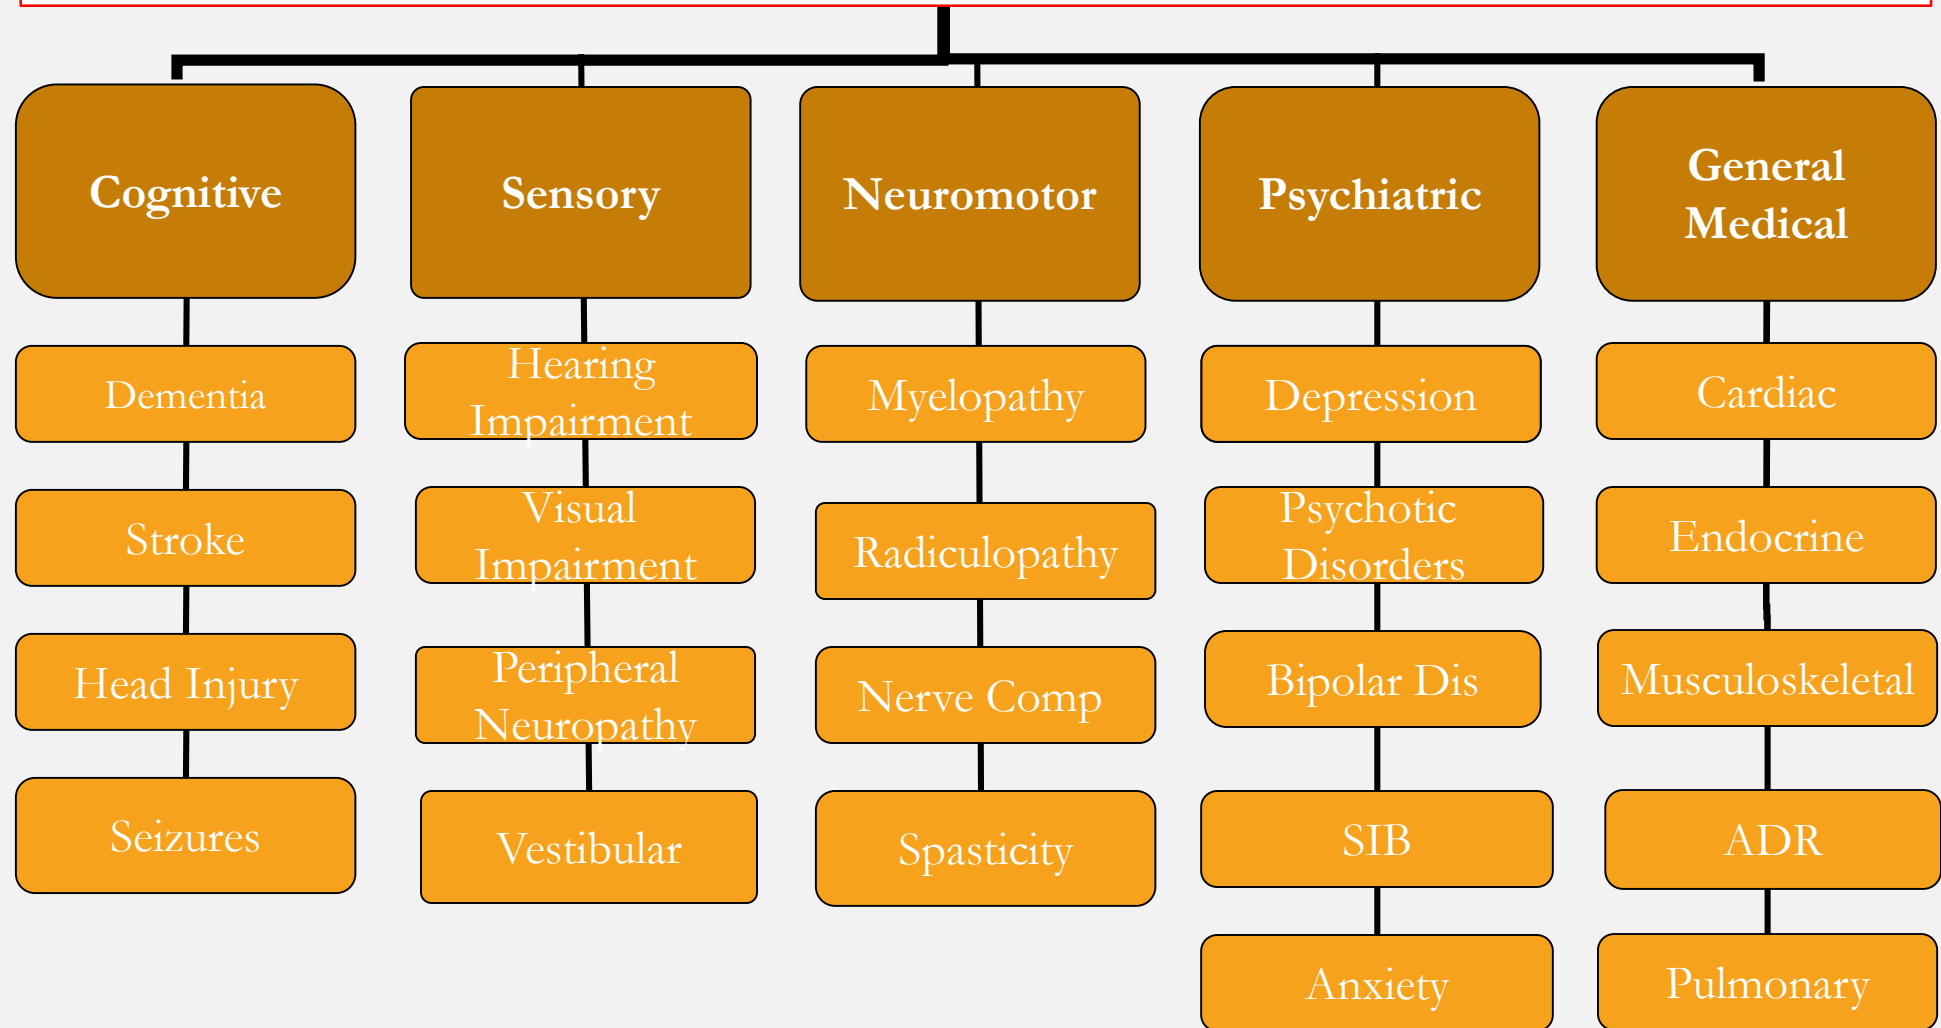 Cognitive
Dementia
Stroke
Head Injury
Seizures
Sensory
Hearing
Impairment
Visual
Impairment
Peripheral
Neuropathy
Vestibular
Neuromotor
Myelopathy
Radiculopathy
Nerve Comp
Spasticity
Psychiatric
Depression
Psychotic
Disorders
Bipolar Dis
SIB
Anxiety
General
Medical
Cardiac
Endocrine
Musculoskeletal
ADR
Pulmonary